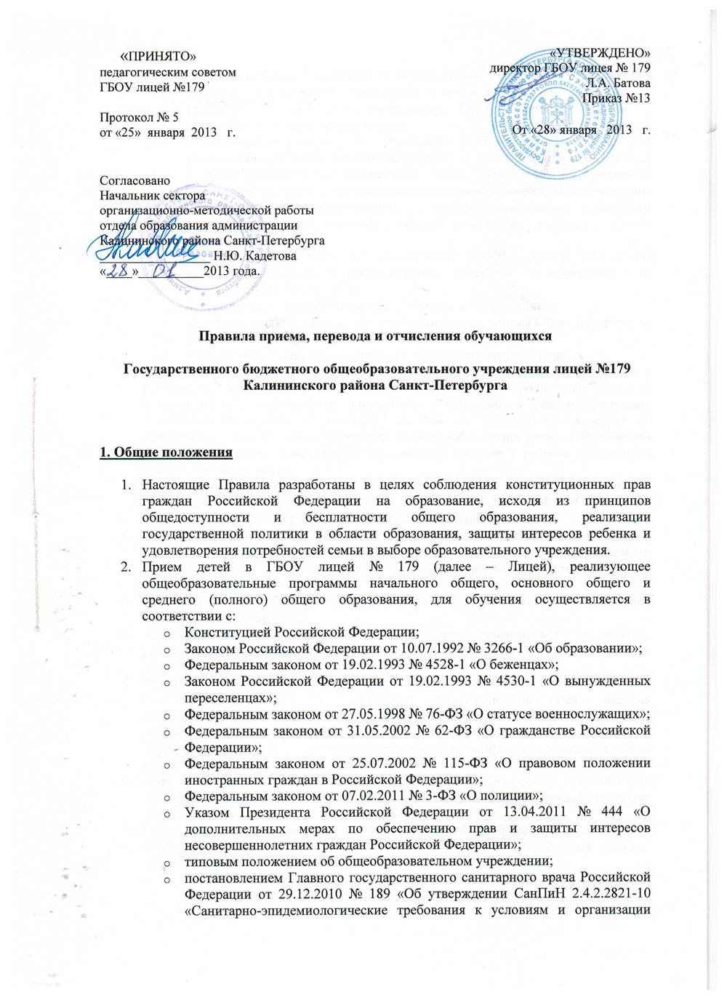 «ПРИНЯТО»
педагогическим советом
ГБОУ лицей №179
Протокол № 5
от «25» января 2013 г.
«УТВЕРЖДЕНО»
директор ГБОУ лицея № 179
Л.А. Батова
Приказ №13
От «28» января 2013 г.
Согласовано
Начальник сектора
организационно-методической работы
отдела образования администрации
Калининского района Санкт-Петербурга
_________________ Н.Ю. Кадетова
«28» 01 2013 года.
Правила приема, перевода и отчисления обучающихся
Государственного бюджетного общеобразовательного учреждения лицей №179
Калининского района Санкт-Петербурга
1. Общие положения
1. Настоящие Правила разработаны в целях соблюдения конституционных прав
граждан Российской Федерации на образование, исходя из принципов
общедоступности и бесплатности общего образования, реализации
государственной политики в области образования, защиты интересов ребенка и
удовлетворения потребностей семьи в выборе образовательного учреждения.
2. Прием детей в ГБОУ лицей № 179 (далее – Лицей), реализующее
общеобразовательные программы начального общего, основного общего и
среднего (полного) общего образования, для обучения осуществляется в
соответствии с:
o Конституцией Российской Федерации;
o Законом Российской Федерации от 10.07.1992 № 3266-1 «Об образовании»;
o Федеральным законом от 19.02.1993 № 4528-1 «О беженцах»;
o Законом Российской Федерации от 19.02.1993 № 4530-1 «О вынужденных
переселенцах»;
o Федеральным законом от 27.05.1998 № 76-ФЗ «О статусе военнослужащих»;
o Федеральным законом от 31.05.2002 № 62-ФЗ «О гражданстве Российской
Федерации»;
o Федеральным законом от 25.07.2002 № 115-ФЗ «О правовом положении
иностранных граждан в Российской Федерации»;
o Федеральным законом от 07.02.2011 № 3-ФЗ «О полиции»;
o Указом Президента Российской Федерации от 13.04.2011 № 444 «О
дополнительных мерах по обеспечению прав и защиты интересов
несовершеннолетних граждан Российской Федерации»;
o типовым положением об общеобразовательном учреждении;
o постановлением Главного государственного санитарного врача Российской
Федерации от 29.12.2010 № 189 «Об утверждении СанПиН 2.4.2.2821-10
«Санитарно-эпидемиологические требования к условиям и организации